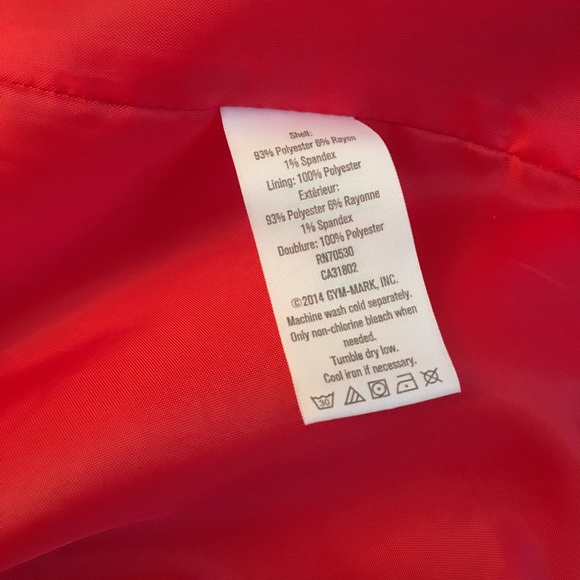 Shell:
93% Polyester 6% Rayon
1% Spandex
Lining: 100% Polyester
Extérieur:
93% Polyester 6% Rayonne
1% Spandex
Doublure: 100% Polyester
RN70530
CA31802
©2014 GYM-MARK, INC.
Machine wash cold separately.
Only non-chlorine bleach when
needed.
Tumble dry low.
Cool iron if necessary.
30